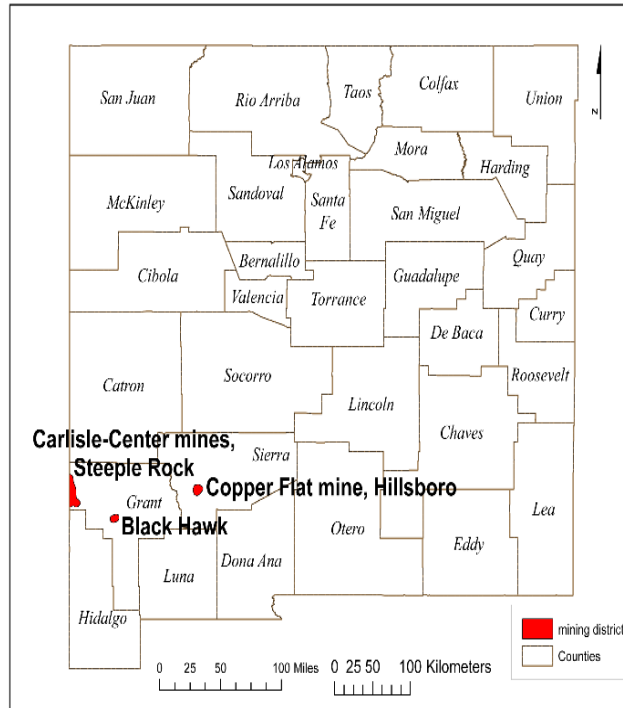 San Juan
Rio Arriba
Taos
Colfax
Union
N
Mora
Los Alamos
Harding
McKinley
Sandoval
Santa
Fe
San Miguel
Bernalillo
Quay
Cibola
Guadalupe
Valencia
Torrance
Curry
De Baca
Catron
Socorro
Roosevelt
Lincoln
Chaves
Carlisle-Center mines,
Steeple Rock
Sierra
Copper Flat mine, Hillsboro
Grant
Black Hawk
Otero
Eddy
Lea
Dona Ana
Luna
Hidalgo
mining district
Counties
0 25 50 100 Miles
0 25 50 100 Kilometers